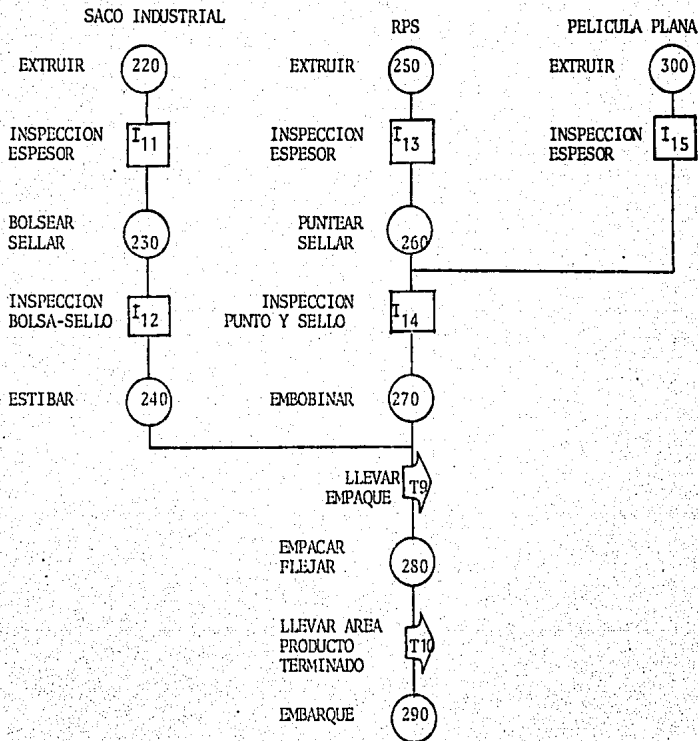 SACO INDUSTRIAL
RPS
PELICULA PLANA
EXTRUIR 220
EXTRUIR 250
EXTRUIR 300
INSPECCION
ESPESOR
I11
INSPECCION
ESPESOR
I13
INSPECCION
ESPESOR
I15
BOLSEAR
SELLAR
230
PUNTEAR
SELLAR
260
INSPECCION
BOLSA-SELLO
I12
INSPECCION
PUNTO Y SELLO
I14
ESTIBAR 240
EMBOBINAR 270
LLEVAR
EMPAQUE
T9
EMPACAR
FLEJAR
280
LLEVAR AREA
PRODUCTO
TERMINADO
T10
EMBARQUE 290